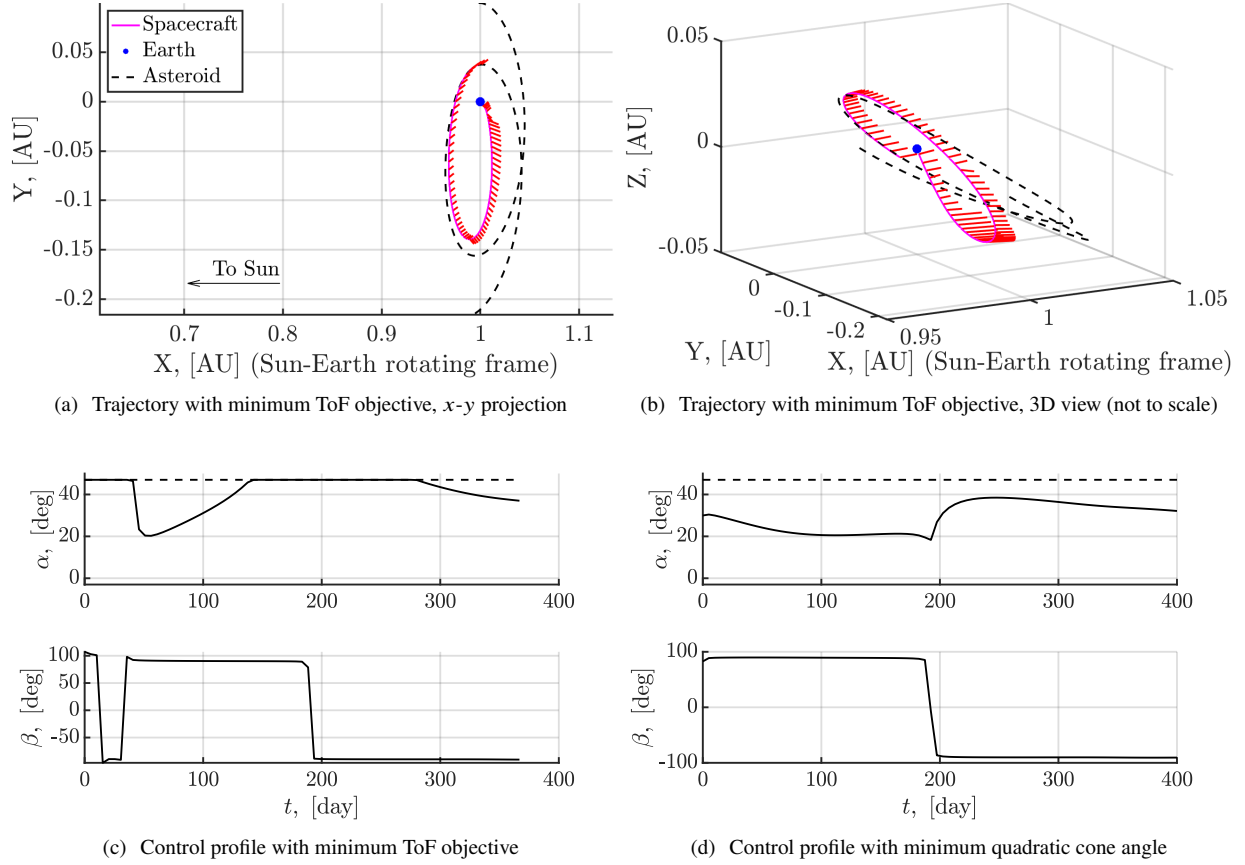 Spacecraft
Earth
Asteroid
To Sun
0.05
0
-0.05
-0.1
-0.15
-0.2
Y, [AU]
0.7
0.8
0.9
1
1.1
X, [AU] (Sun-Earth rotating frame)
(a) Trajectory with minimum ToF objective, x-y projection
0.05
0
-0.05
Z, [AU]
0
-0.1
-0.2
Y, [AU]
0.95
1
1.05
X, [AU] (Sun-Earth rotating frame)
(b) Trajectory with minimum ToF objective, 3D view (not to scale)
40
20
0
α, [deg]
0
100
200
300
400
100
50
0
-50
β, [deg]
0
100
200
300
400
t, [day]
(c) Control profile with minimum ToF objective
40
20
0
α, [deg]
0
100
200
300
400
100
0
-100
β, [deg]
0
100
200
300
400
t, [day]
(d) Control profile with minimum quadratic cone angle